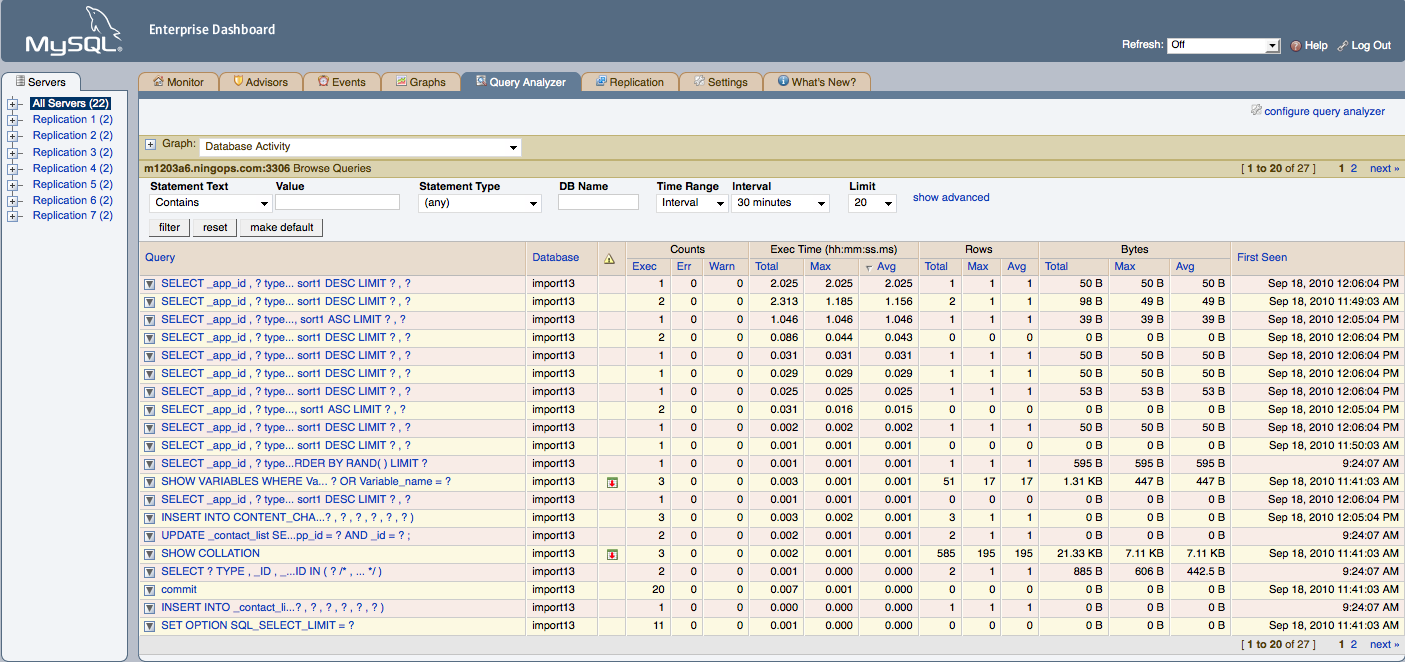 MySQL® Enterprise Dashboard
Refresh: Off Help Log Out
Servers Monitor Advisors Events Graphs Query Analyzer Replication Settings What's New?
All Servers (22)
Replication 1 (2)
Replication 2 (2)
Replication 3 (2)
Replication 4 (2)
Replication 5 (2)
Replication 6 (2)
Replication 7 (2)
configure query analyzer
Graph: Database Activity
m1203a6.ningops.com:3306 Browse Queries [ 1 to 20 of 27 ] 1 2 next »
Statement Text Value Statement Type DB Name Time Range Interval Limit
Contains (any) Interval 30 minutes 20 show advanced
filter reset make default
Query Database Counts Exec Time (hh:mm:ss.ms) Rows Bytes First Seen
Exec Err Warn Total Max Avg Total Max Avg Total Max Avg
SELECT _app_id , ? type... sort1 DESC LIMIT ? , ? import13 1 0 0 2.025 2.025 2.025 1 1 1 50 B 50 B 50 B Sep 18, 2010 12:06:04 PM
SELECT _app_id , ? type... sort1 DESC LIMIT ? , ? import13 2 0 0 2.313 1.185 1.156 2 1 1 98 B 49 B 49 B Sep 18, 2010 11:49:03 AM
SELECT _app_id , ? type..., sort1 ASC LIMIT ? , ? import13 1 0 0 1.046 1.046 1.046 1 1 1 39 B 39 B 39 B Sep 18, 2010 12:05:04 PM
SELECT _app_id , ? type... sort1 DESC LIMIT ? , ? import13 2 0 0 0.086 0.044 0.043 0 0 0 0 B 0 B 0 B Sep 18, 2010 12:06:04 PM
SELECT _app_id , ? type... sort1 DESC LIMIT ? , ? import13 1 0 0 0.031 0.031 0.031 1 1 1 50 B 50 B 50 B Sep 18, 2010 12:06:04 PM
SELECT _app_id , ? type... sort1 DESC LIMIT ? , ? import13 1 0 0 0.029 0.029 0.029 1 1 1 50 B 50 B 50 B Sep 18, 2010 12:06:04 PM
SELECT _app_id , ? type... sort1 DESC LIMIT ? , ? import13 1 0 0 0.025 0.025 0.025 1 1 1 53 B 53 B 53 B Sep 18, 2010 12:06:04 PM
SELECT _app_id , ? type..., sort1 ASC LIMIT ? , ? import13 2 0 0 0.031 0.016 0.015 0 0 0 0 B 0 B 0 B Sep 18, 2010 12:05:04 PM
SELECT _app_id , ? type... sort1 DESC LIMIT ? , ? import13 1 0 0 0.002 0.002 0.002 1 1 1 50 B 50 B 50 B Sep 18, 2010 12:06:04 PM
SELECT _app_id , ? type... sort1 DESC LIMIT ? , ? import13 1 0 0 0.001 0.001 0.001 0 0 0 0 B 0 B 0 B Sep 18, 2010 11:50:03 AM
SELECT _app_id , ? type...RDER BY RAND( ) LIMIT ? import13 1 0 0 0.001 0.001 0.001 1 1 1 595 B 595 B 595 B 9:24:07 AM
SHOW VARIABLES WHERE Va... ? OR Variable_name = ? import13 3 0 0 0.003 0.001 0.001 51 17 17 1.31 KB 447 B 447 B Sep 18, 2010 11:41:03 AM
SELECT _app_id , ? type... sort1 DESC LIMIT ? , ? import13 1 0 0 0.001 0.001 0.001 0 0 0 0 B 0 B 0 B Sep 18, 2010 12:06:04 PM
INSERT INTO CONTENT_CHA...? , ? , ? , ? , ? , ? ) import13 3 0 0 0.003 0.002 0.001 3 1 1 0 B 0 B 0 B Sep 18, 2010 12:05:04 PM
UPDATE _contact_list SE...pp_id = ? AND _id = ? ; import13 2 0 0 0.002 0.001 0.001 2 1 1 0 B 0 B 0 B 9:24:07 AM
SHOW COLLATION import13 3 0 0 0.002 0.001 0.001 585 195 195 21.33 KB 7.11 KB 7.11 KB Sep 18, 2010 11:41:03 AM
SELECT ? TYPE , _ID , _...ID IN ( ? /* , ... */ ) import13 2 0 0 0.001 0.000 0.000 2 1 1 885 B 606 B 442.5 B 9:24:07 AM
commit import13 20 0 0 0.007 0.001 0.000 0 0 0 0 B 0 B 0 B Sep 18, 2010 11:41:03 AM
INSERT INTO _contact_li...? , ? , ? , ? , ? , ? ) import13 1 0 0 0.000 0.000 0.000 1 1 1 0 B 0 B 0 B 9:24:07 AM
SET OPTION SQL_SELECT_LIMIT = ? import13 11 0 0 0.001 0.000 0.000 0 0 0 0 B 0 B 0 B Sep 18, 2010 11:41:03 AM
[ 1 to 20 of 27 ] 1 2 next »